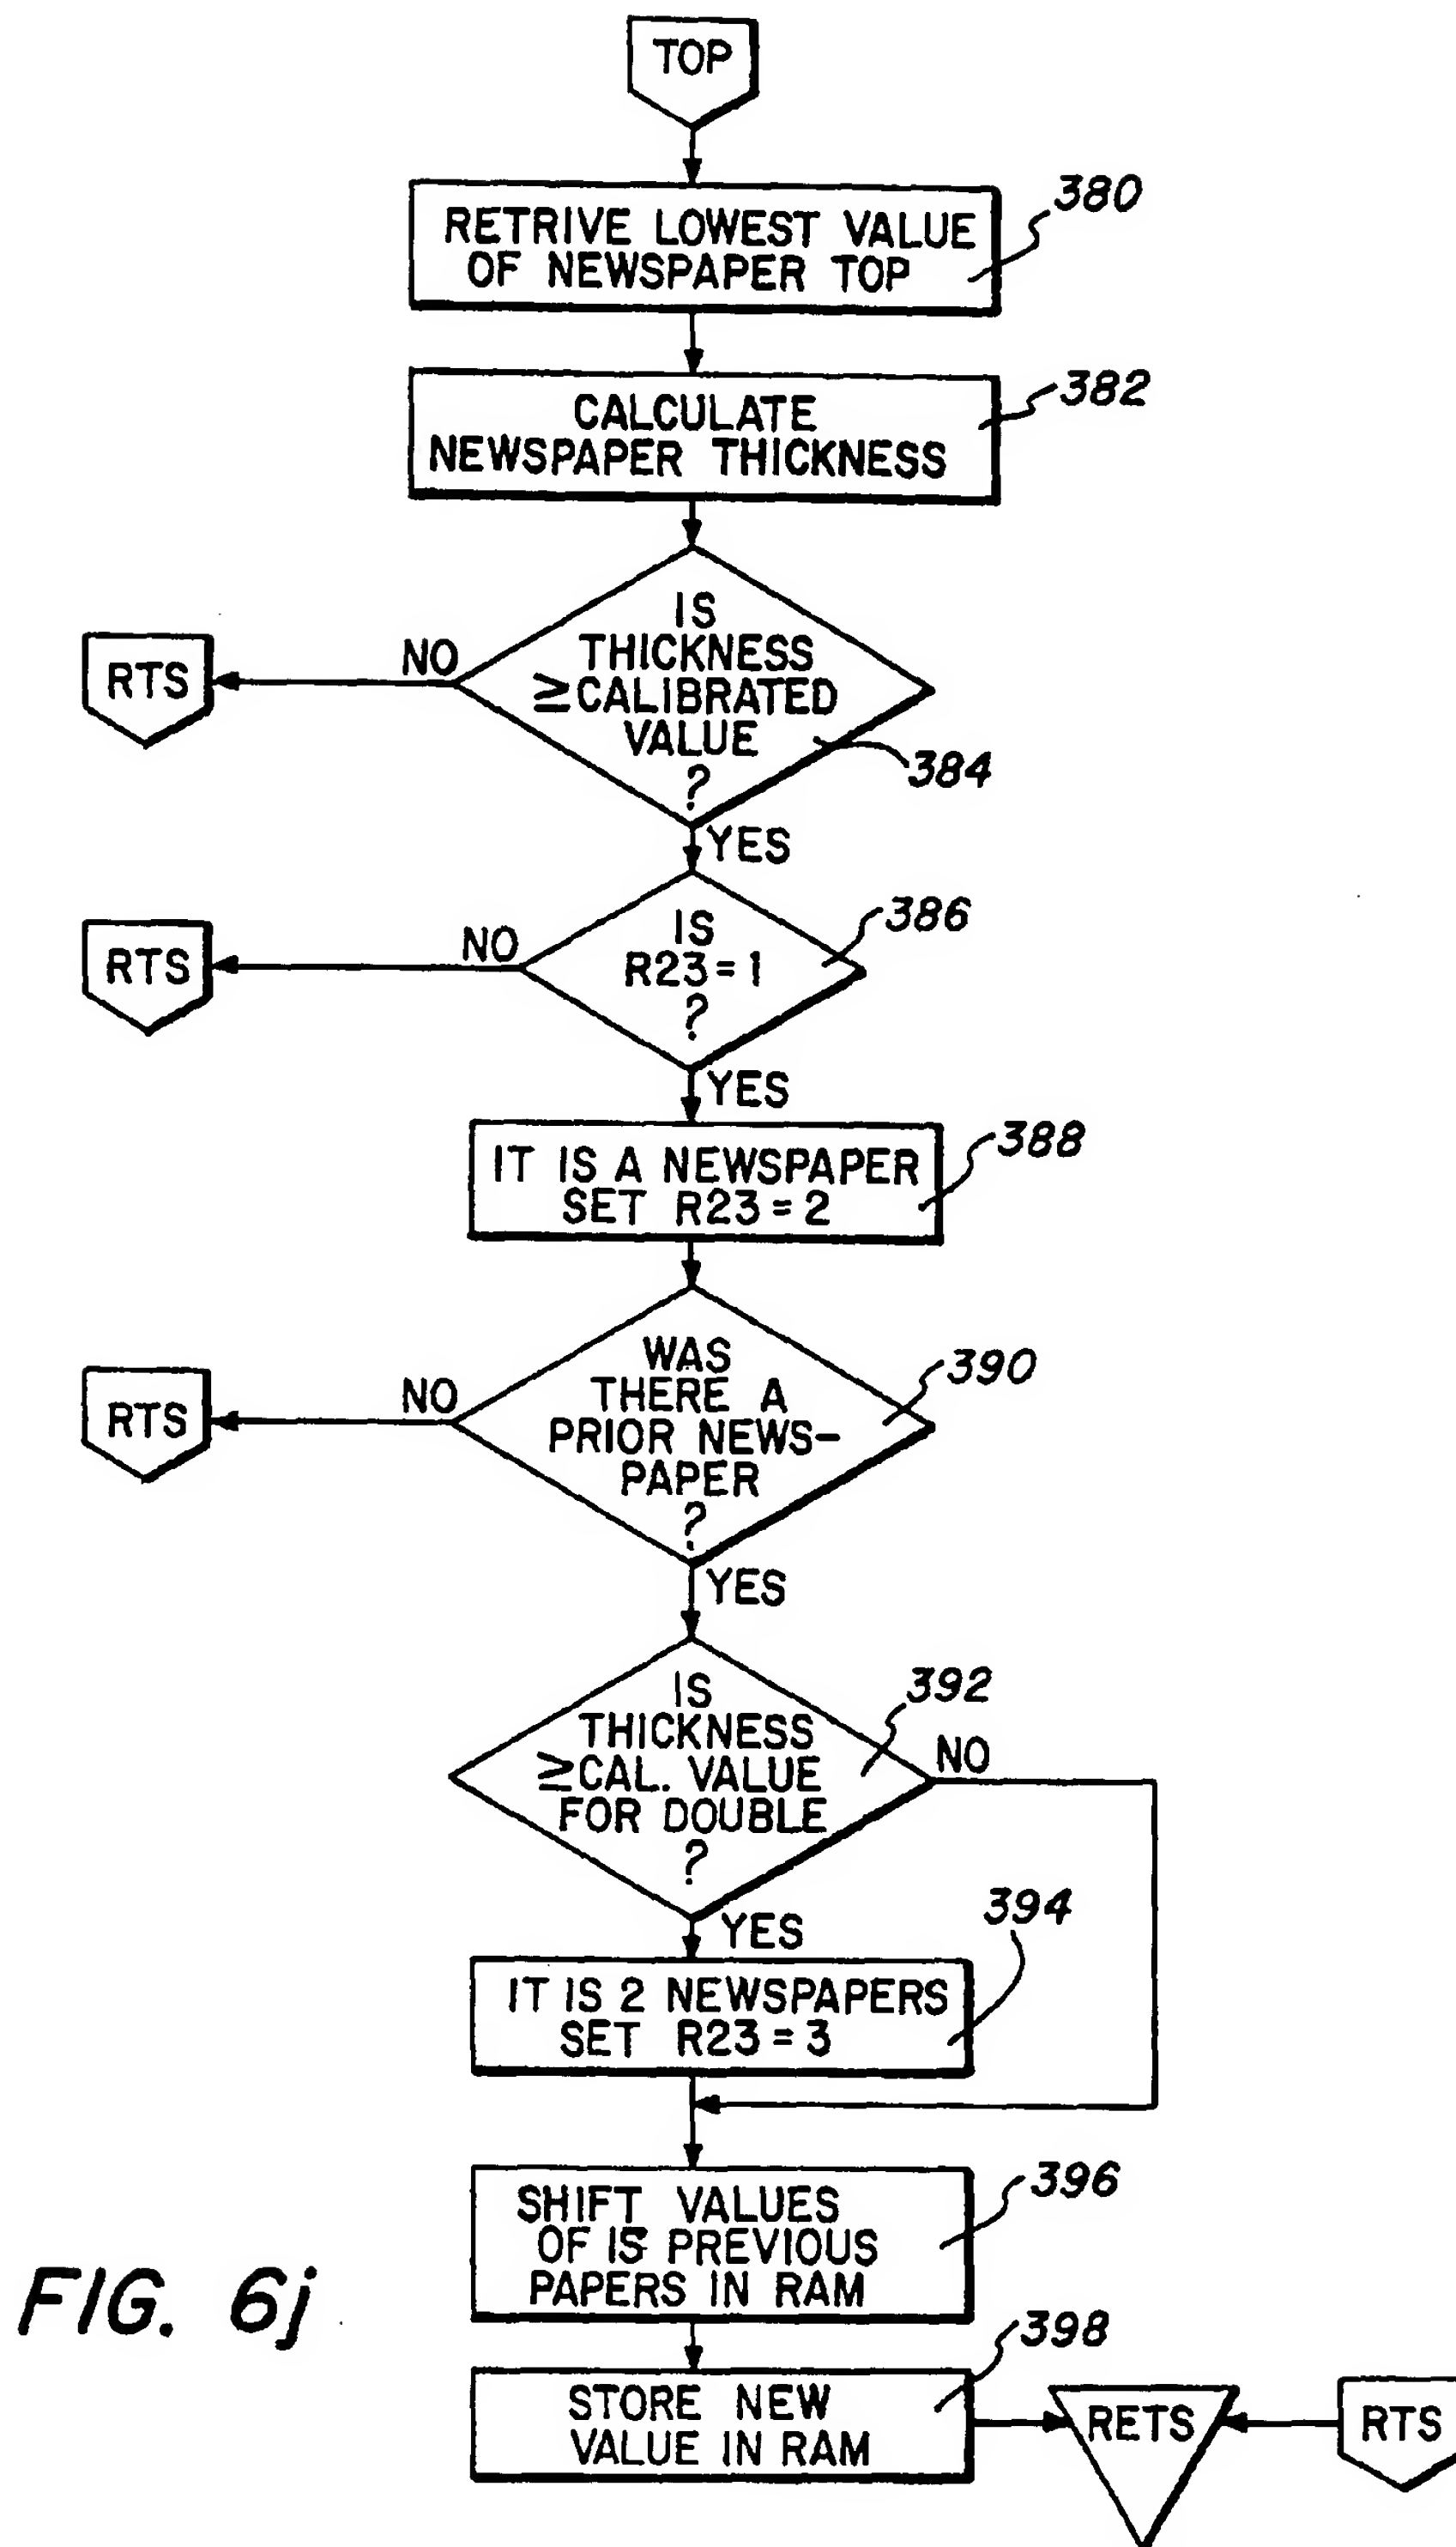 TOP
RETRIVE LOWEST VALUE
OF NEWSPAPER TOP
380
CALCULATE
NEWSPAPER THICKNESS
382
IS
THICKNESS
≥CALIBRATED
VALUE
?
384
NO
RTS
YES
IS
R23=1
?
386
NO
RTS
YES
IT IS A NEWSPAPER
SET R23=2
388
WAS
THERE A
PRIOR NEWS-
PAPER
?
390
NO
RTS
YES
IS
THICKNESS
≥CAL. VALUE
FOR DOUBLE
?
392
NO
YES
IT IS 2 NEWSPAPERS
SET R23=3
394
SHIFT VALUES
OF IS PREVIOUS
PAPERS IN RAM
396
STORE NEW
VALUE IN RAM
398
RETS
RTS
FIG. 6j